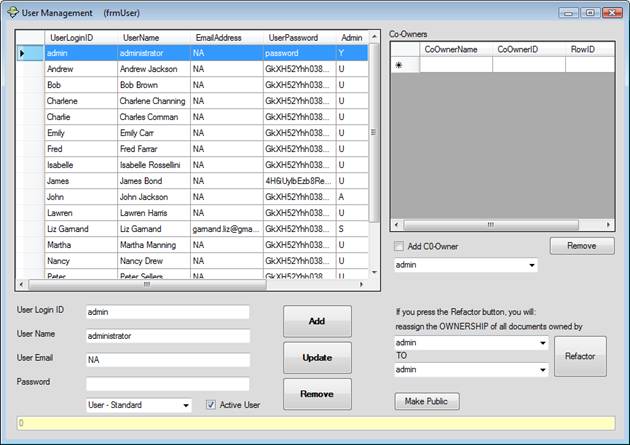 User Management (frmUser)
UserLoginID UserName EmailAddress UserPassword Admin
admin administrator NA password Y
Andrew Andrew Jackson NA GkXH52Yhh038... U
Bob Bob Brown NA GkXH52Yhh038... U
Charlene Charlene Channing NA GkXH52Yhh038... U
Charlie Charles Comman NA GkXH52Yhh038... U
Emily Emily Carr NA GkXH52Yhh038... U
Fred Fred Farrar NA GkXH52Yhh038... U
Isabelle Isabelle Rossellini NA GkXH52Yhh038... U
James James Bond NA U
John John Jackson NA GkXH52Yhh038... A
Lawren Lawren Harris NA GkXH52Yhh038... U
Liz Gamand Liz Gamand gamand.liz@gma... GkXH52Yhh038... S
Martha Martha Manning NA GkXH52Yhh038... U
Nancy Nancy Drew NA GkXH52Yhh038... U
Peter Peter Sellers NA GkXH52Yhh038... U
Co-Owners
CoOwnerName CoOwnerID RowID
Add C0-Owner
Remove
admin
User Login ID admin
User Name administrator
User Email NA
Password
User - Standard
Active User
Add
Update
Remove
If you press the Refactor button, you will:
reassign the OWNERSHIP of all documents owned by
admin
TO
admin
Refactor
Make Public
0